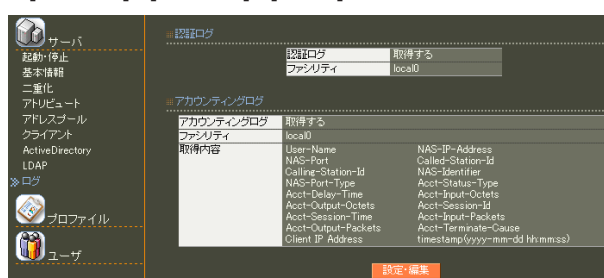 サーバ
起動・停止
基本情報
二重化
アトリビュート
アドレスプール
クライアント
ActiveDirectory
LDAP
ログ
プロファイル
ユーザ
認証ログ
認証ログ 取得する
ファシリティ local0
アカウンティングログ
アカウンティングログ 取得する
ファシリティ local0
取得内容 User-Name NAS-IP-Address
NAS-Port Called-Station-Id
Calling-Station-Id NAS-Identifier
NAS-Port-Type Acct-Status-Type
Acct-Delay-Time Acct-Input-Octets
Acct-Output-Octets Acct-Session-Id
Acct-Session-Time Acct-Input-Packets
Acct-Output-Packets Acct-Terminate-Cause
Client IP Address timestamp(yyyy-mm-dd hh:mm:ss)
設定・編集